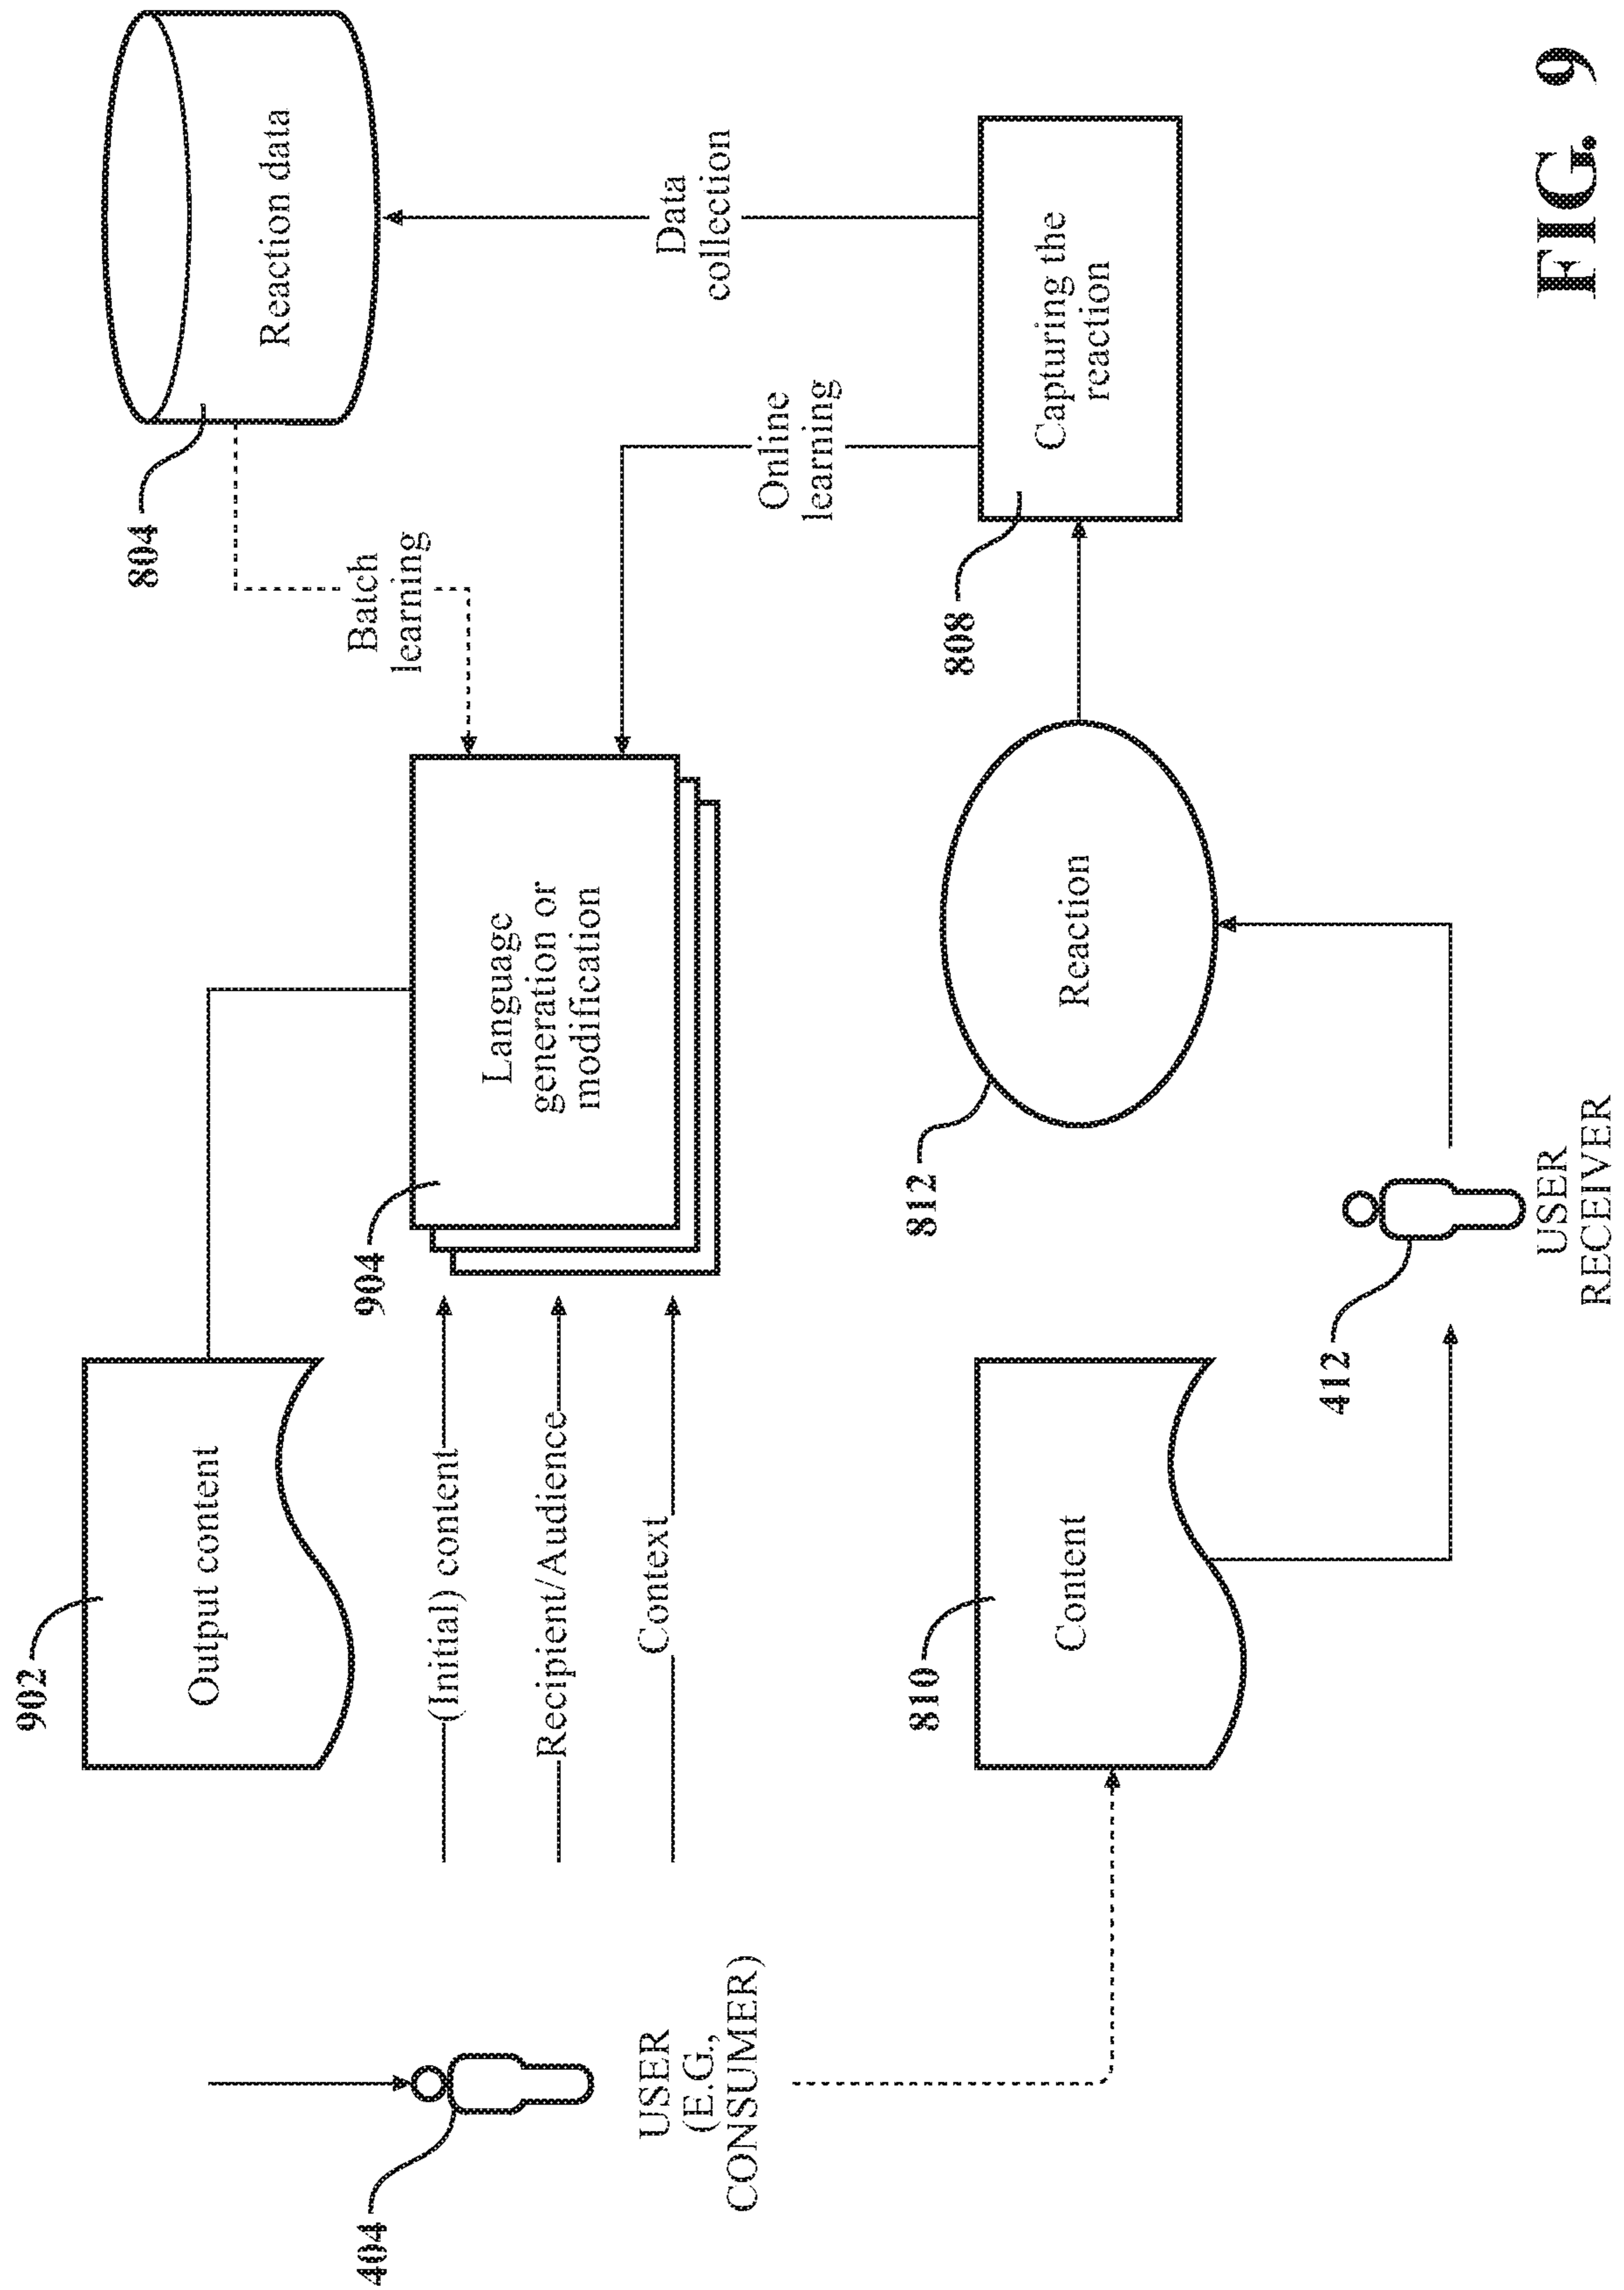 902
Output content
804
Reaction data
Batch
learning
404
USER
(E.G.,
CONSUMER)
(Initial) content
Recipient/Audience
Context
904
Language
generation or
modification
Online
learning
Data
collection
810
Content
412
USER
RECEIVER
812
Reaction
808
Capturing the
reaction
FIG. 9